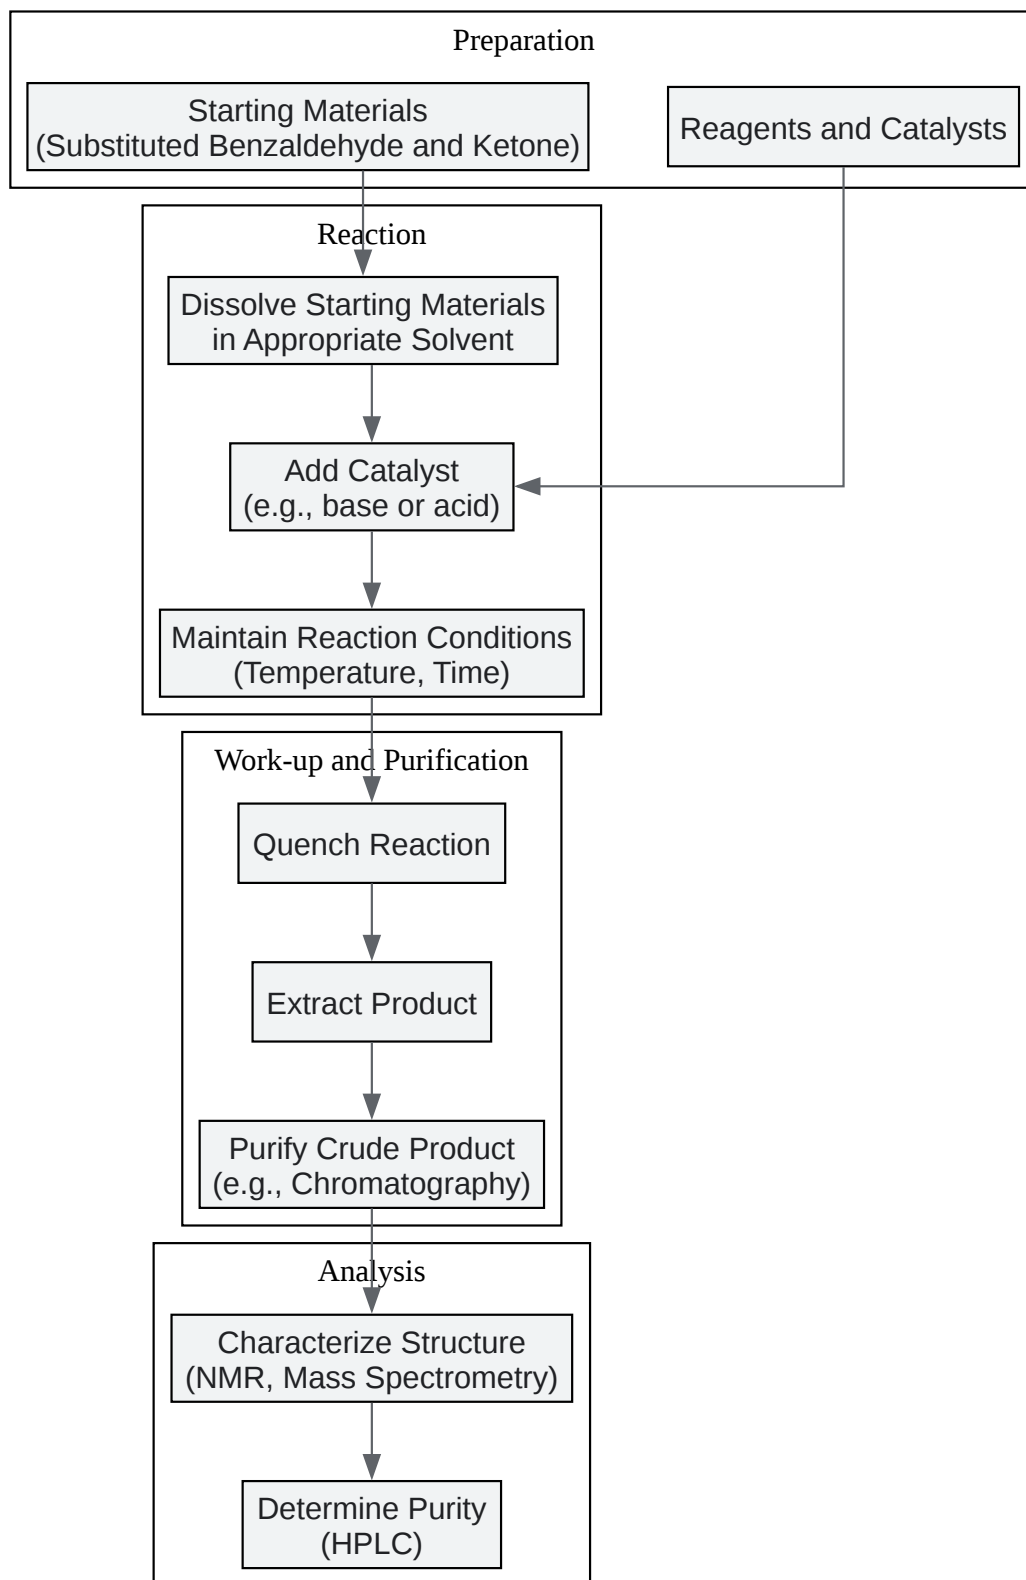 Preparation
Starting Materials
(Substituted Benzaldehyde and Ketone)
Reagents and Catalysts
Reaction
Dissolve Starting Materials
in Appropriate Solvent
Add Catalyst
(e.g., base or acid)
Maintain Reaction Conditions
(Temperature, Time)
Work-up and Purification
Quench Reaction
Extract Product
Purify Crude Product
(e.g., Chromatography)
Analysis
Characterize Structure
(NMR, Mass Spectrometry)
Determine Purity
(HPLC)